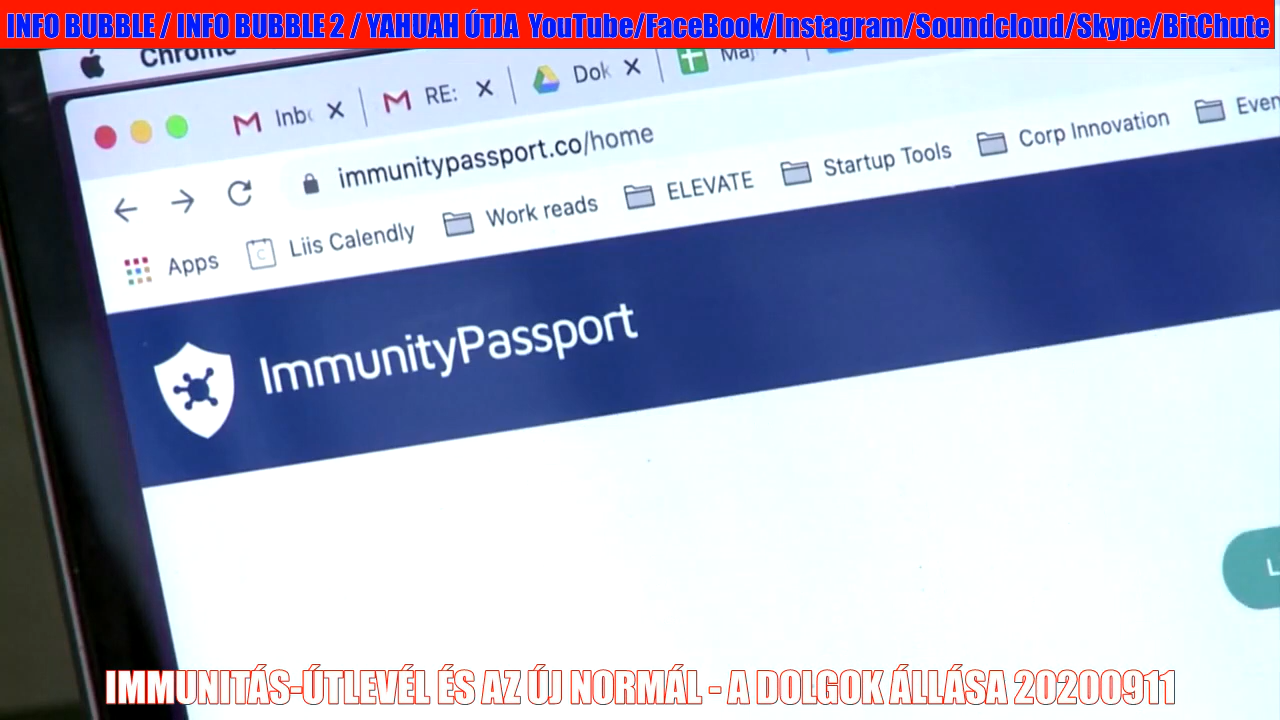 INFO BUBBLE / INFO BUBBLE 2 / YAHUAH ÚTJA YouTube/FaceBook/Instagram/Soundcloud/Skype/BitChute
Chrome
Inb
RE:
Dok
immunitypassport.co/home
Apps
Liis Calendly
Work reads
ELEVATE
Startup Tools
Corp Innovation
Even
ImmunityPassport
L
IMMUNITÁS-ÚTLEVÉL ÉS AZ ÚJ NORMÁL - A DOLGOK ÁLLÁSA 20200911